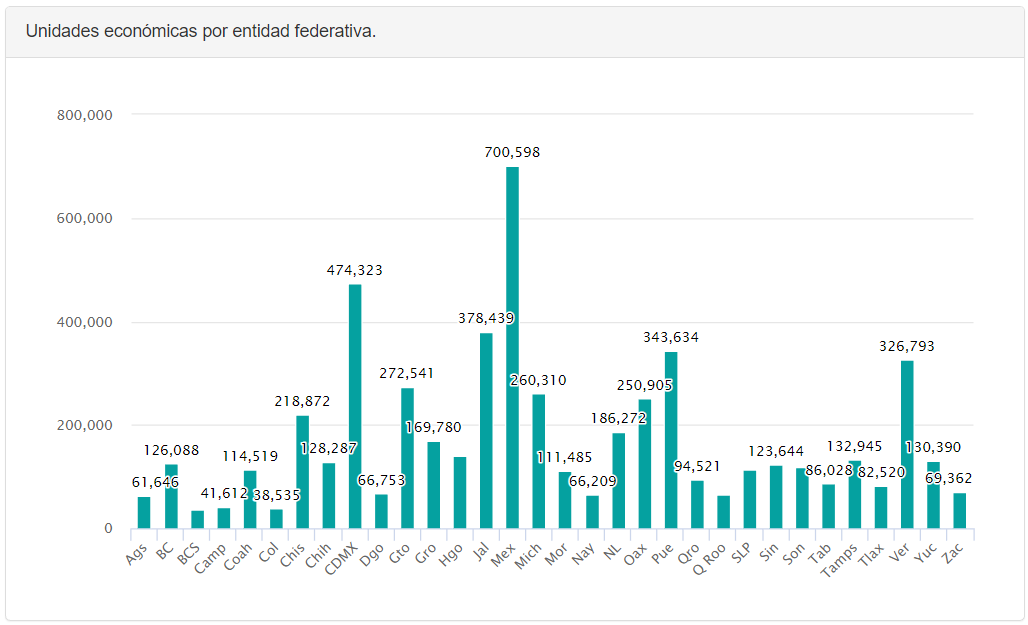 Unidades económicas por entidad federativa.
800,000
600,000
400,000
200,000
0
700,598
474,323
378,439
343,634
326,793
272,541
260,310
250,905
218,872
186,272
169,780
126,088
114,519
128,287
111,485
123,644
132,945
130,390
61,646
41,612
38,535
66,753
66,209
94,521
86,028
82,520
69,362
Ags
BC
BCS
Camp
Coah
Col
Chis
Chih
CDMX
Dgo
Gto
Gro
Hgo
Jal
Mex
Mich
Mor
Nay
NL
Oax
Pue
Qro
Q Roo
SLP
Sin
Son
Tab
Tamps
Tlax
Ver
Yuc
Zac